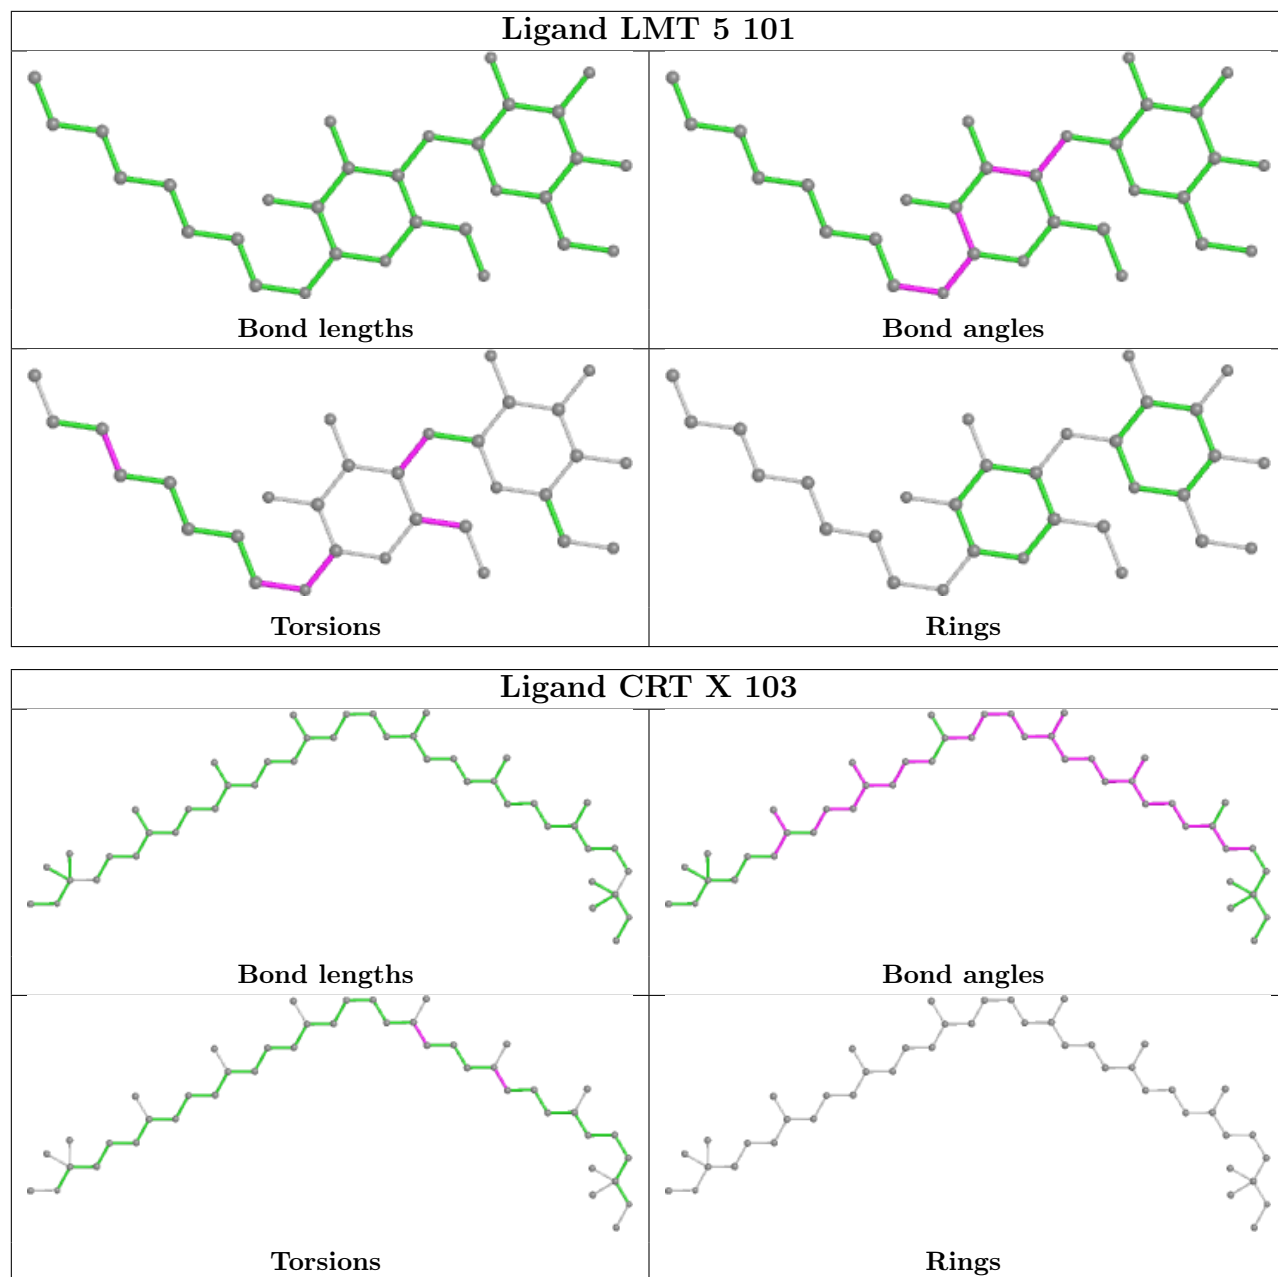 Ligand LMT 5 101
Bond lengths
Bond angles
Torsions
Rings
Ligand CRT X 103
Bond lengths
Bond angles
Torsions
Rings